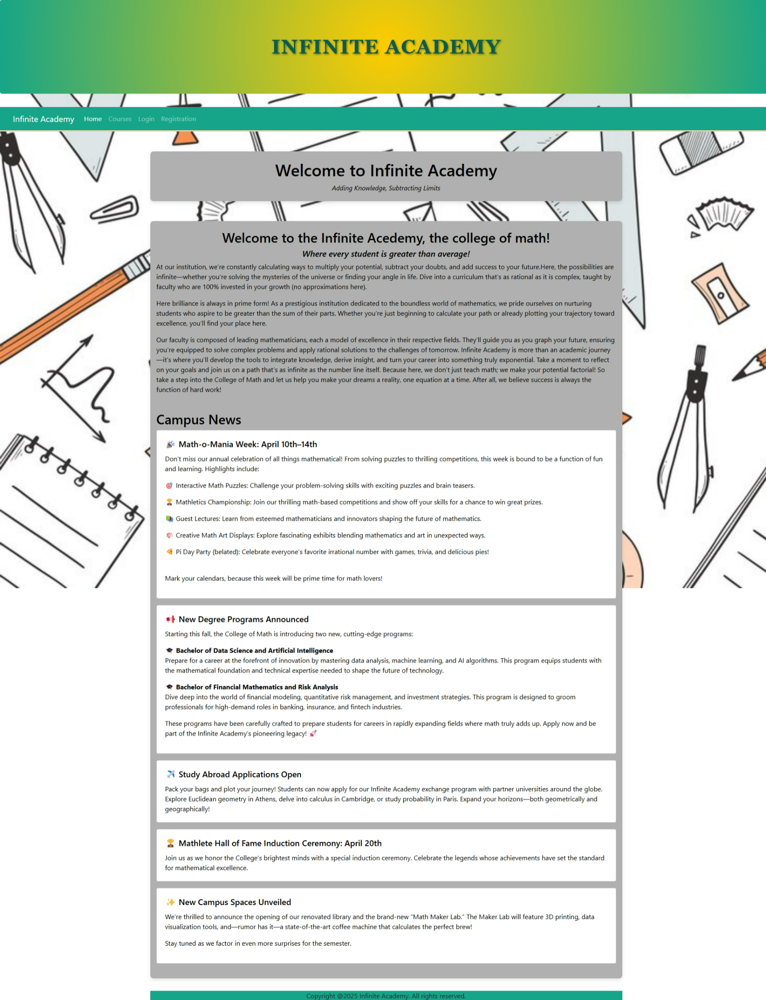 INFINITE ACADEMY
Infinite Academy Home Courses Login Registration
Welcome to Infinite Academy
Adding Knowledge, Subtracting Limits
Welcome to the Infinite Acedemy, the college of math!
Where every student is greater than average!
At our institution, we're constantly calculating ways to multiply your potential, subtract your doubts, and add success to your future.Here, the possibilities are
infinite—whether you're solving the mysteries of the universe or finding your angle in life. Dive into a curriculum that's as rational as it is complex, taught by
faculty who are 100% invested in your growth (no approximations here).
Here brilliance is always in prime form! As a prestigious institution dedicated to the boundless world of mathematics, we pride ourselves on nurturing
students who aspire to be greater than the sum of their parts. Whether you're just beginning to calculate your path or already plotting your trajectory toward
excellence, you'll find your place here.
Our faculty is composed of leading mathematicians, each a model of excellence in their respective fields. They'll guide you as you graph your future, ensuring
you're equipped to solve complex problems and apply rational solutions to the challenges of tomorrow. Infinite Academy is more than an academic journey
—it's where you'll develop the tools to integrate knowledge, derive insight, and turn your career into something truly exponential. Take a moment to reflect
on your goals and join us on a path that's as infinite as the number line itself. Because here, we don't just teach math; we make your potential factorial! So
take a step into the College of Math and let us help you make your dreams a reality, one equation at a time. After all, we believe success is always the
function of hard work!
Campus News
🎉 Math-o-Mania Week: April 10th–14th
Don't miss our annual celebration of all things mathematical! From solving puzzles to thrilling competitions, this week is bound to be a function of fun
and learning. Highlights include:
🎯 Interactive Math Puzzles: Challenge your problem-solving skills with exciting puzzles and brain teasers.
🏆 Mathletics Championship: Join our thrilling math-based competitions and show off your skills for a chance to win great prizes.
📚 Guest Lectures: Learn from esteemed mathematicians and innovators shaping the future of mathematics.
🎨 Creative Math Art Displays: Explore fascinating exhibits blending mathematics and art in unexpected ways.
🍕 Pi Day Party (belated): Celebrate everyone's favorite irrational number with games, trivia, and delicious pies!
Mark your calendars, because this week will be prime time for math lovers!
📢 New Degree Programs Announced
Starting this fall, the College of Math is introducing two new, cutting-edge programs:
🎓 Bachelor of Data Science and Artificial Intelligence
Prepare for a career at the forefront of innovation by mastering data analysis, machine learning, and AI algorithms. This program equips students with
the mathematical foundation and technical expertise needed to shape the future of technology.
🎓 Bachelor of Financial Mathematics and Risk Analysis
Dive deep into the world of financial modeling, quantitative risk management, and investment strategies. This program is designed to groom
professionals for high-demand roles in banking, insurance, and fintech industries.
These programs have been carefully crafted to prepare students for careers in rapidly expanding fields where math truly adds up. Apply now and be
part of the Infinite Academy's pioneering legacy! 🚀
✈️ Study Abroad Applications Open
Pack your bags and plot your journey! Students can now apply for our Infinite Academy exchange program with partner universities around the globe.
Explore Euclidean geometry in Athens, delve into calculus in Cambridge, or study probability in Paris. Expand your horizons—both geometrically and
geographically!
🏆 Mathlete Hall of Fame Induction Ceremony: April 20th
Join us as we honor the College's brightest minds with a special induction ceremony. Celebrate the legends whose achievements have set the standard
for mathematical excellence.
✨ New Campus Spaces Unveiled
We're thrilled to announce the opening of our renovated library and the brand-new "Math Maker Lab." The Maker Lab will feature 3D printing, data
visualization tools, and—rumor has it—a state-of-the-art coffee machine that calculates the perfect brew!
Stay tuned as we factor in even more surprises for the semester.
Copyright @2025 Infinite Academy. All rights reserved.